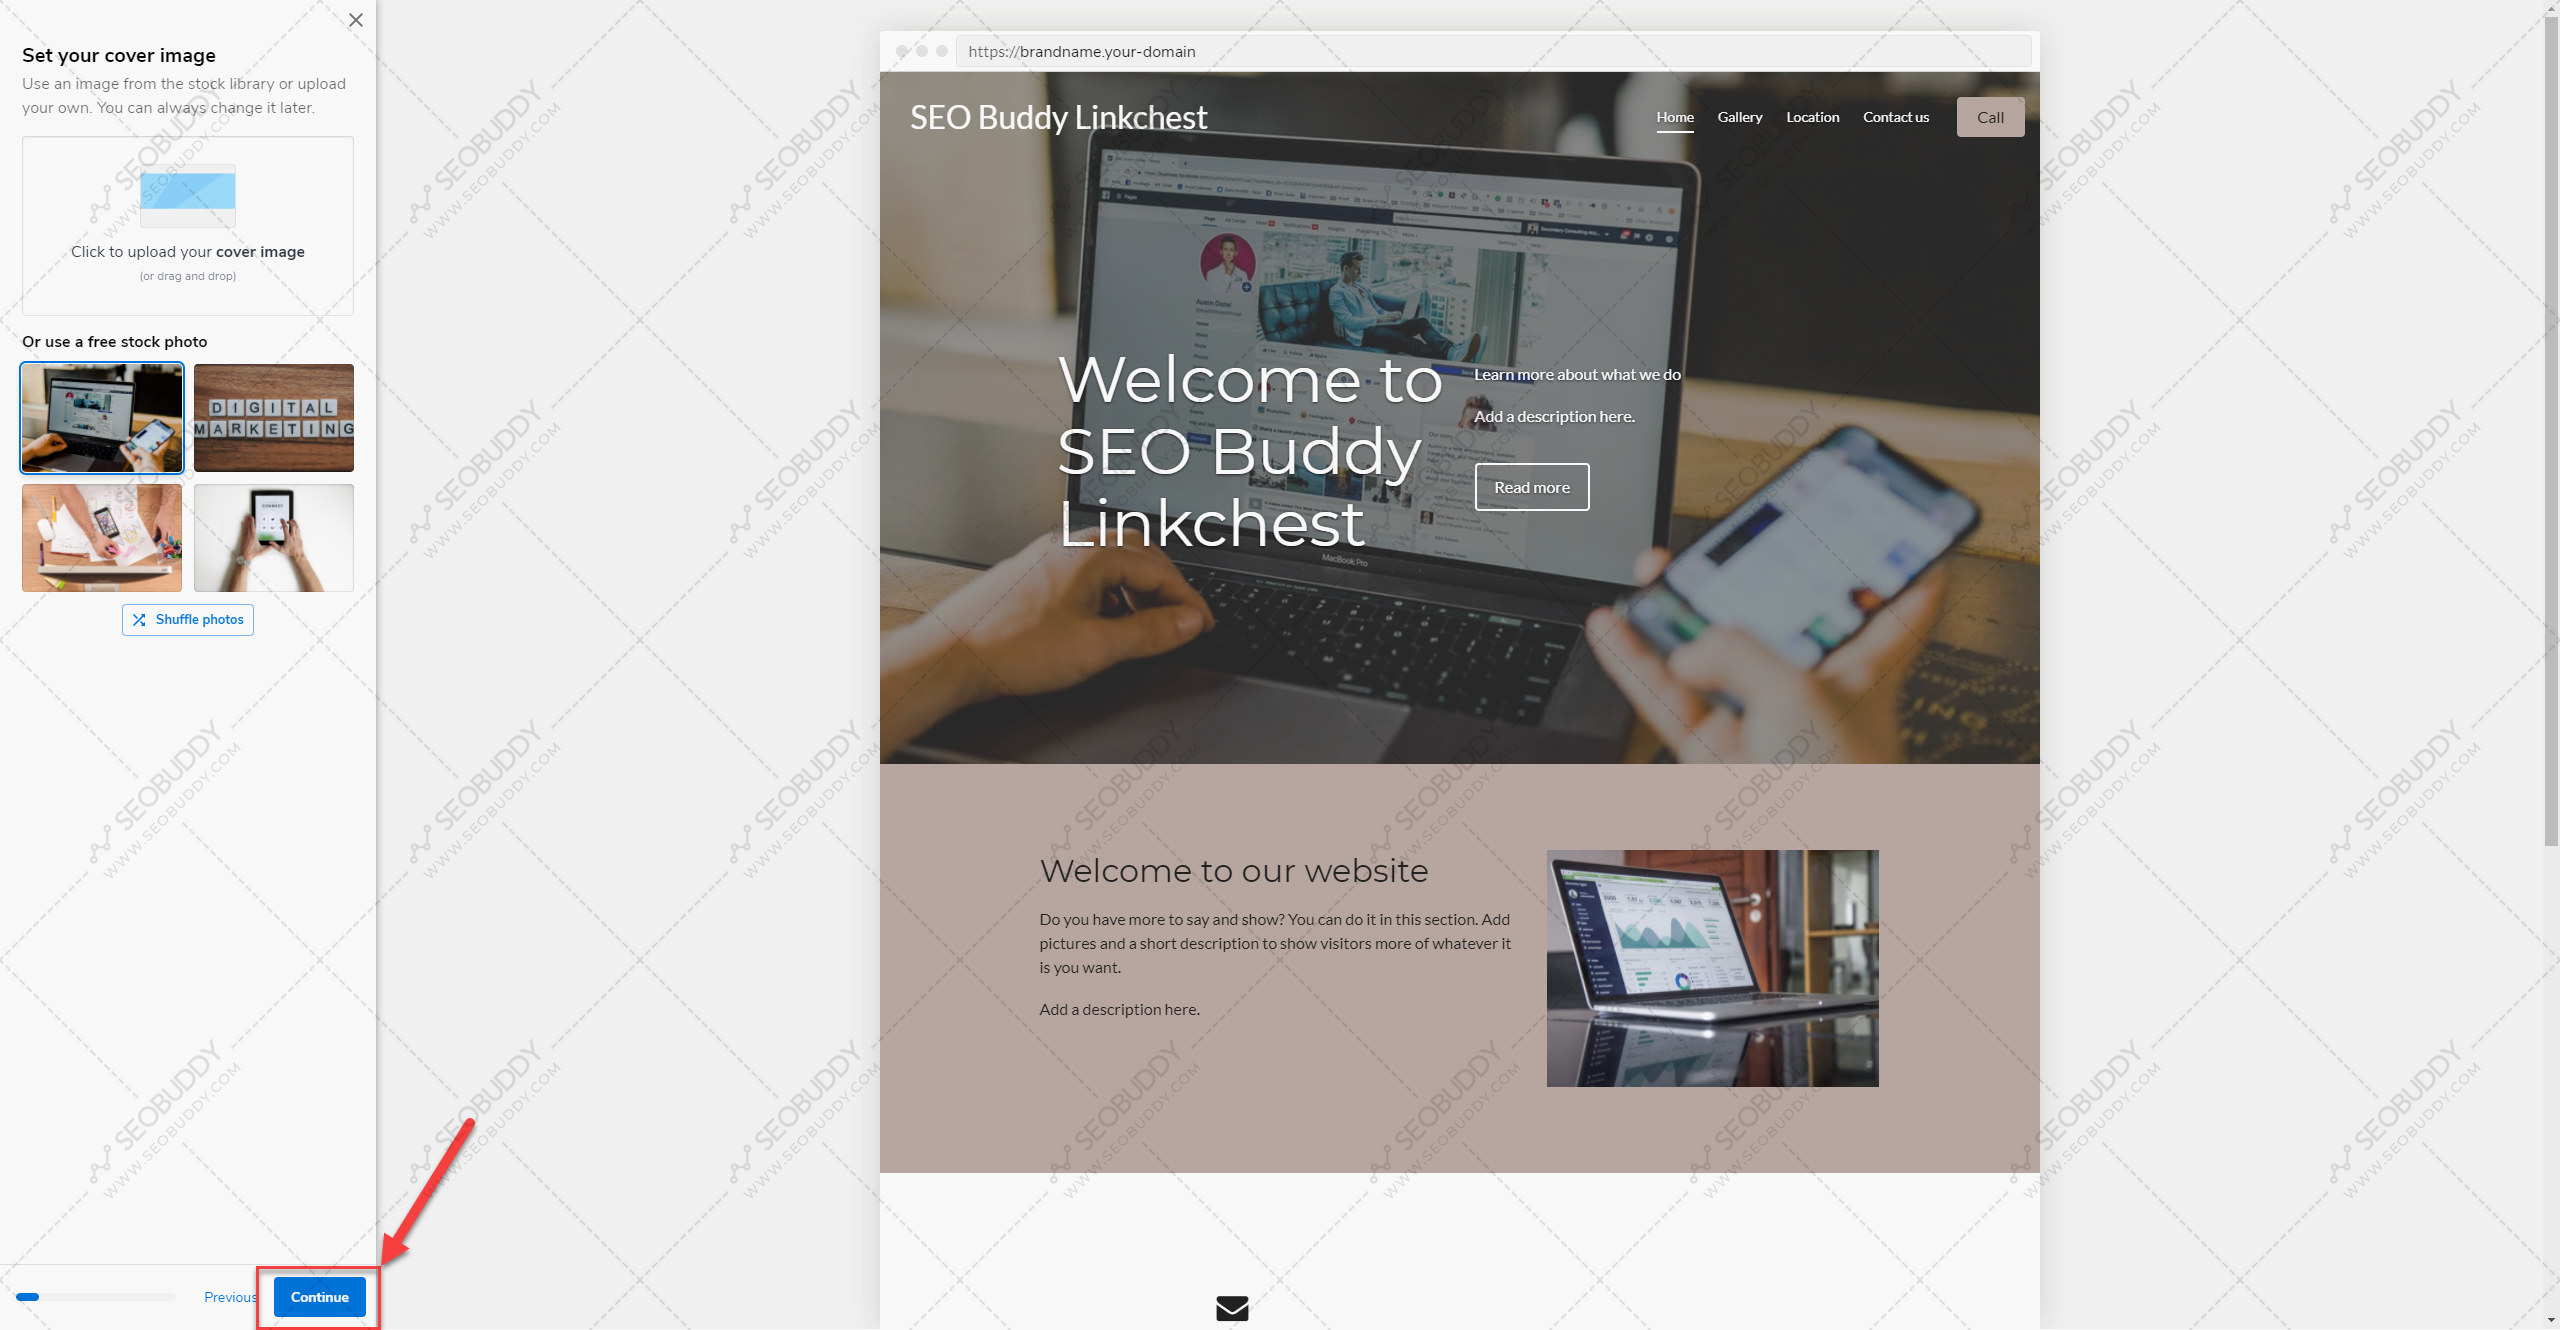 Set your cover image
Use an image from the stock library or upload
your own. You can always change it later.
Click to upload your cover image
(or drag and drop)
Or use a free stock photo
DIGITAL
MARKETING
CONNECT
Shuffle photos
Previous
Continue
https://brandname.your-domain
SEO Buddy Linkchest
Home
Gallery
Location
Contact us
Call
Welcome to
SEO Buddy
Linkchest
Learn more about what we do
Add a description here.
Read more
Austin Distel
MacBook Pro
Welcome to our website
Do you have more to say and show? You can do it in this section. Add
pictures and a short description to show visitors more of whatever it
is you want.
Add a description here.
SEOBUDDY
WWW.SEOBUDDY.COM